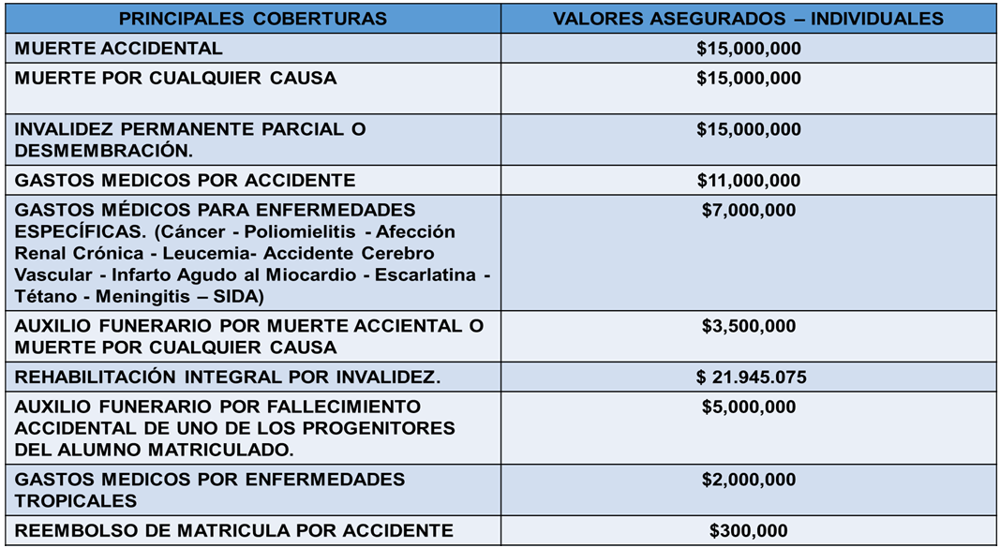 PRINCIPALES COBERTURAS
VALORES ASEGURADOS – INDIVIDUALES
MUERTE ACCIDENTAL
$15,000,000
MUERTE POR CUALQUIER CAUSA
$15,000,000
INVALIDEZ PERMANENTE PARCIAL O
DESMEMBRACIÓN.
$15,000,000
GASTOS MEDICOS POR ACCIDENTE
$11,000,000
GASTOS MÉDICOS PARA ENFERMEDADES
ESPECÍFICAS. (Cáncer - Poliomielitis - Afección
Renal Crónica - Leucemia- Accidente Cerebro
Vascular - Infarto Agudo al Miocardio - Escarlatina -
Tétano - Meningitis – SIDA)
$7,000,000
AUXILIO FUNERARIO POR MUERTE ACCIENTAL O
MUERTE POR CUALQUIER CAUSA
$3,500,000
REHABILITACIÓN INTEGRAL POR INVALIDEZ.
$ 21.945.075
AUXILIO FUNERARIO POR FALLECIMIENTO
ACCIDENTAL DE UNO DE LOS PROGENITORES
DEL ALUMNO MATRICULADO.
$5,000,000
GASTOS MEDICOS POR ENFERMEDADES
TROPICALES
$2,000,000
REEMBOLSO DE MATRICULA POR ACCIDENTE
$300,000